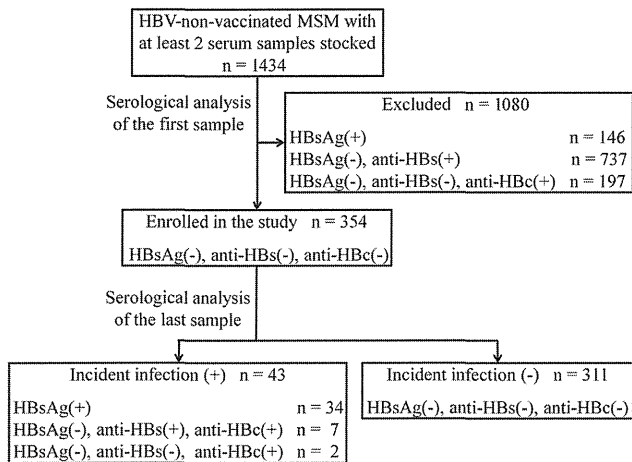 HBV-non-vaccinated MSM with
at least 2 serum samples stocked
n = 1434
Serological analysis
of the first sample
Excluded n = 1080
HBsAg(+) n = 146
HBsAg(-), anti-HBs(+) n = 737
HBsAg(-), anti-HBs(-), anti-HBc(+) n = 197
Enrolled in the study n = 354
HBsAg(-), anti-HBs(-), anti-HBc(-)
Serological analysis
of the last sample
Incident infection (+) n = 43
HBsAg(+) n = 34
HBsAg(-), anti-HBs(+), anti-HBc(+) n = 7
HBsAg(-), anti-HBs(-), anti-HBc(+) n = 2
Incident infection (-) n = 311
HBsAg(-), anti-HBs(-), anti-HBc(-)